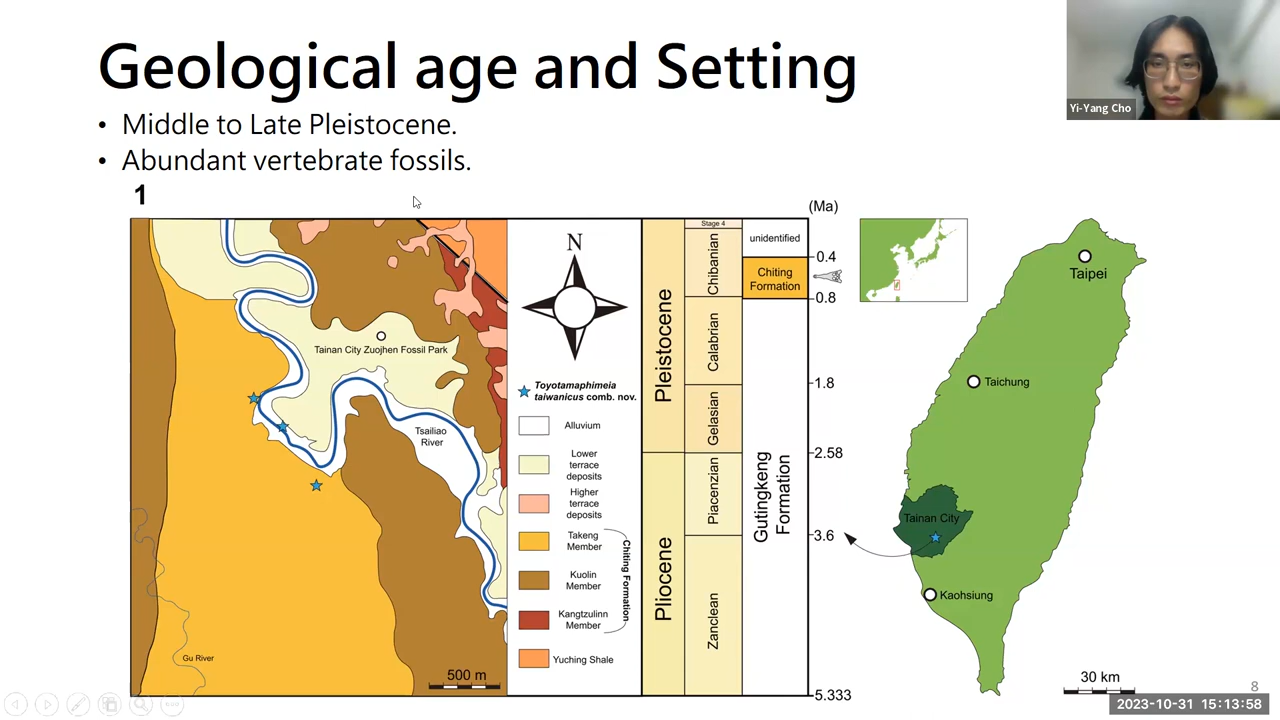 Geological age and Setting
• Middle to Late Pleistocene.
• Abundant vertebrate fossils.
Yi-Yang Cho
1
Tainan City Zuojhen Fossil Park
Tsailiao
River
Gu River
500 m
N
Toyotamaphimeia
taiwanicus comb. nov.
Alluvium
Lower
terrace
deposits
Higher
terrace
deposits
Takeng
Member
Kuolin
Member
Kangtzulinn
Member
Chiting Formation
Yuching Shale
(Ma)
Pleistocene
Pliocene
Stage 4
Chibanian
Calabrian
Gelasian
Piacenzian
Zanclean
unidentified
Chiting
Formation
Gutingkeng
Formation
0.4
0.8
1.8
2.58
3.6
5.333
Taipei
Taichung
Tainan City
Kaohsiung
30 km
8
2023-10-31 15:13:58